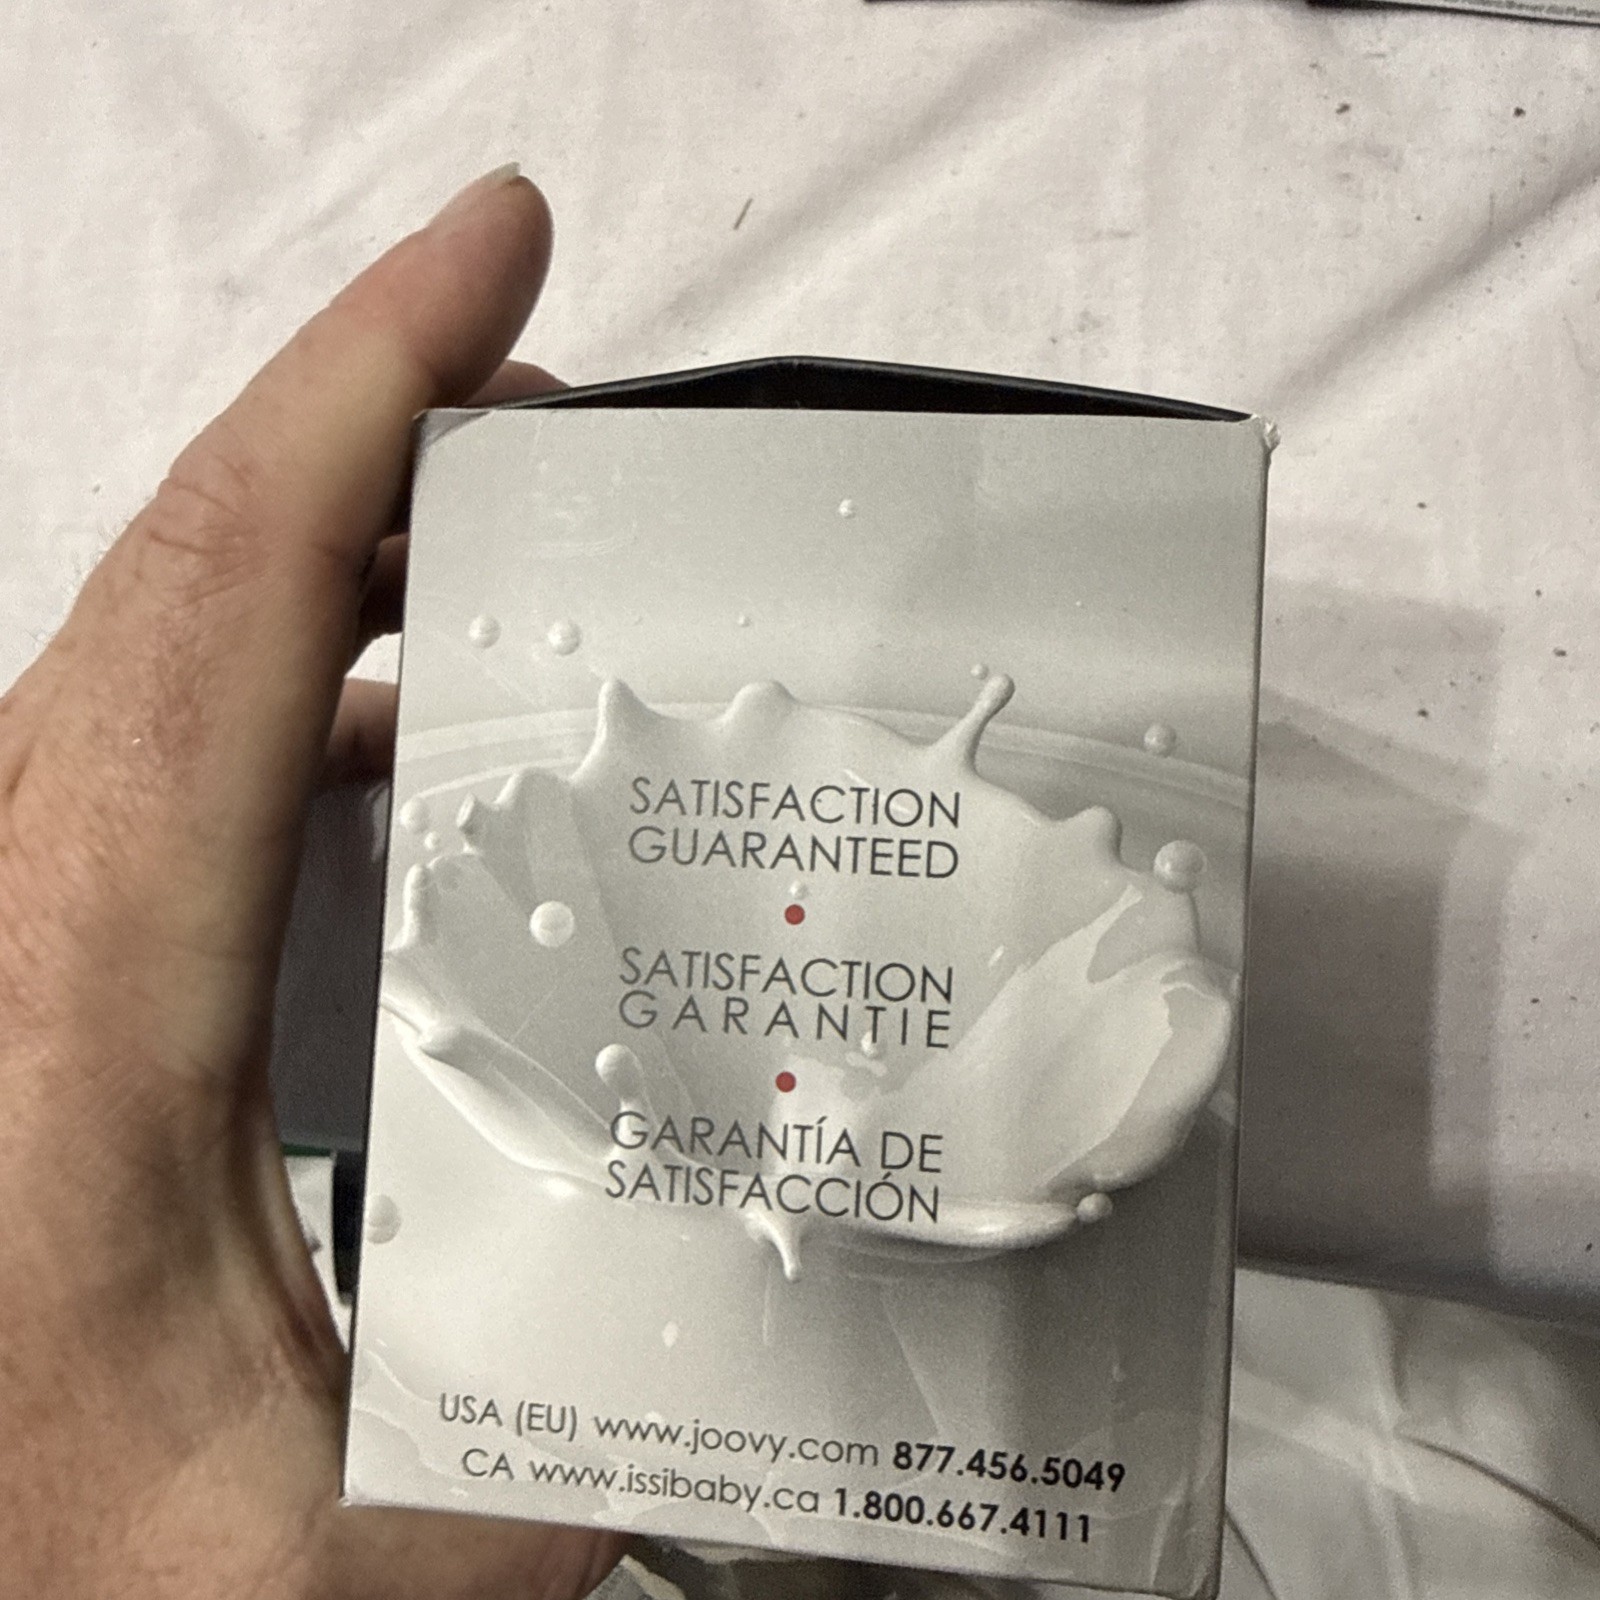 SATISFACTION
GUARANTEED
SATISFACTION
GARANTIE
GARANTÍA DE
SATISFACCIÓN
USA (EU) www.joovy.com 877.456.5049
CA www.issibaby.ca 1.800.667.4111